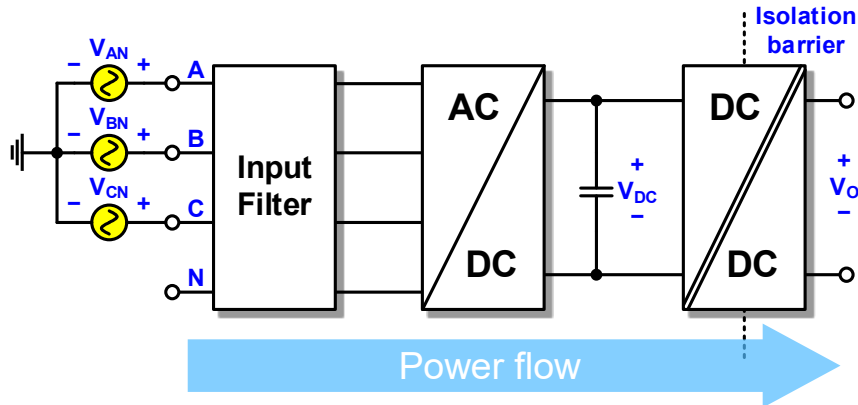 Isolation
barrier
− V_AN +
A
− V_BN +
B
− V_CN +
C
N
Input
Filter
AC
DC
+
V_DC
−
DC
DC
+
V_O
−
Power flow